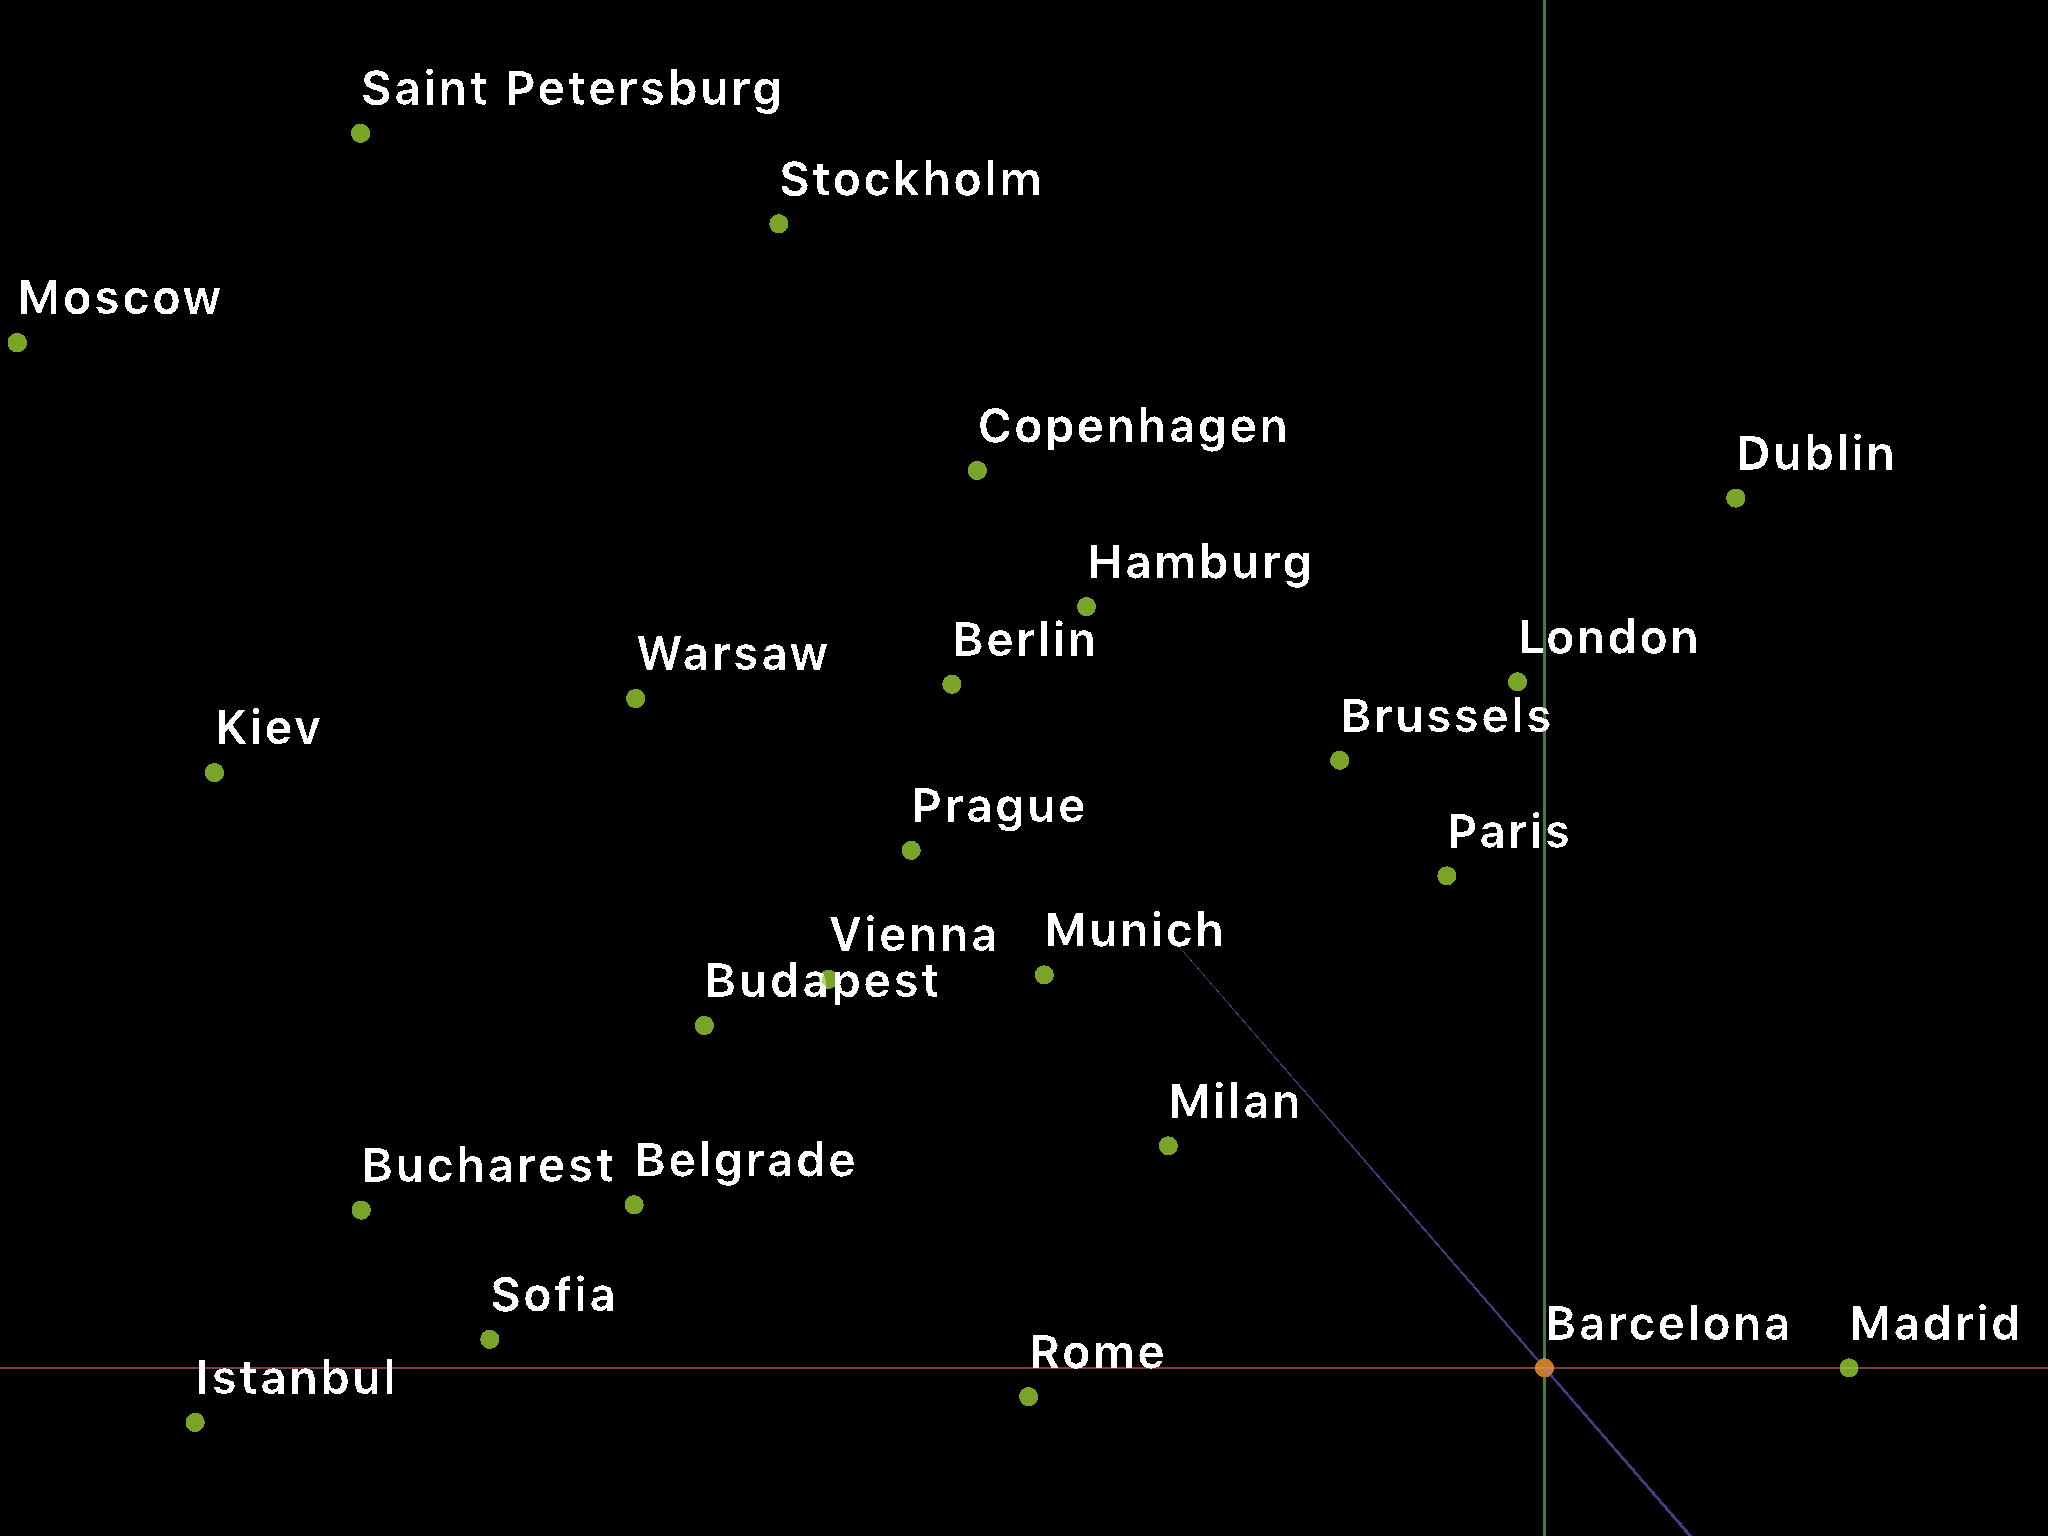 Saint Petersburg
Stockholm
Moscow
Copenhagen
Dublin
Hamburg
London
Berlin
Warsaw
Brussels
Kiev
Prague
Paris
Munich
Vienna
Budapest
Milan
Belgrade
Bucharest
Sofia
Barcelona
Madrid
Rome
Istanbul